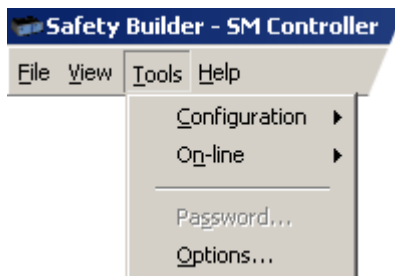 Safety Builder - SM Controller
File View Tools Help
Configuration
On-line
Password...
Options...